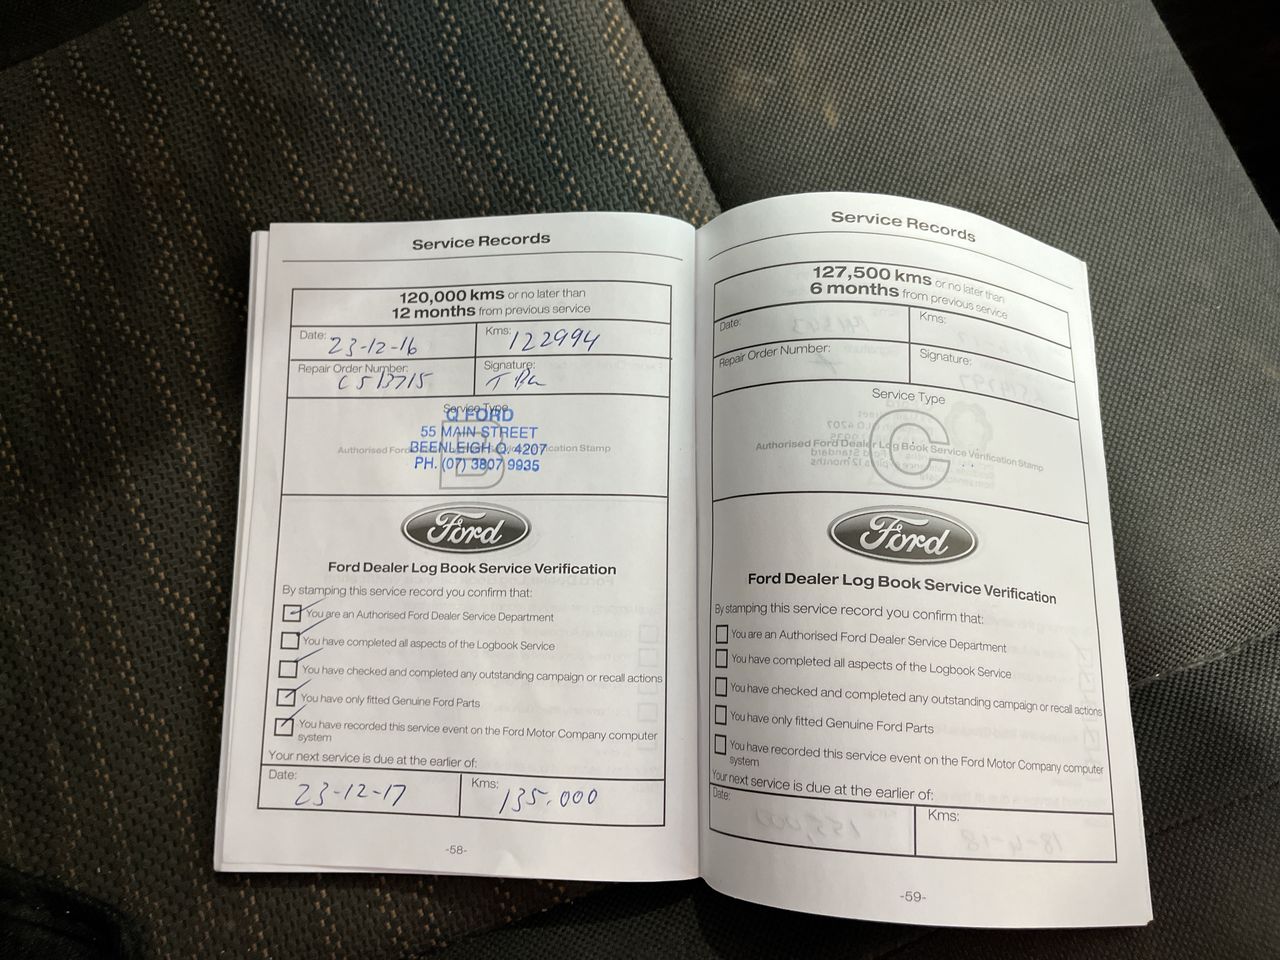 Service Records
120,000 kms or no later than
12 months from previous service
Date: 23-12-16
Kms: 122994
Repair Order Number:
Signature:
Service Type
Q FORD
55 MAIN STREET
BEENLEIGH Q. 4207
PH. (07) 3807 9935
B
Ford
Ford Dealer Log Book Service Verification
By stamping this service record you confirm that:
You are an Authorised Ford Dealer Service Department
You have completed all aspects of the Logbook Service
You have checked and completed any outstanding campaign or recall actions
You have only fitted Genuine Ford Parts
You have recorded this service event on the Ford Motor Company computer
system
Your next service is due at the earlier of:
Date: 23-12-17
Kms: 135.000
-58-
Service Records
127,500 kms or no later than
6 months from previous service
Date:
Kms:
Repair Order Number:
Signature:
Service Type
C
Authorised Ford Dealer Log Book Service Verification Stamp
Ford
Ford Dealer Log Book Service Verification
By stamping this service record you confirm that:
You are an Authorised Ford Dealer Service Department
You have completed all aspects of the Logbook Service
You have checked and completed any outstanding campaign or recall actions
You have only fitted Genuine Ford Parts
You have recorded this service event on the Ford Motor Company computer
system
Your next service is due at the earlier of:
Date:
Kms:
-59-